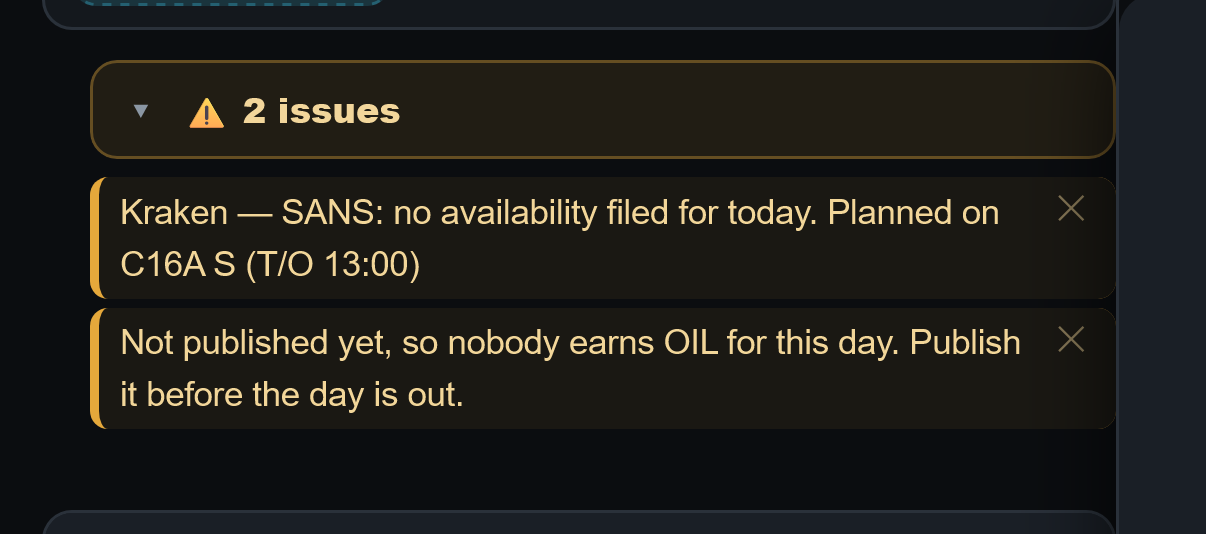 2 issues
Kraken — SANS: no availability filed for today. Planned on
C16A S (T/O 13:00)
Not published yet, so nobody earns OIL for this day. Publish
it before the day is out.